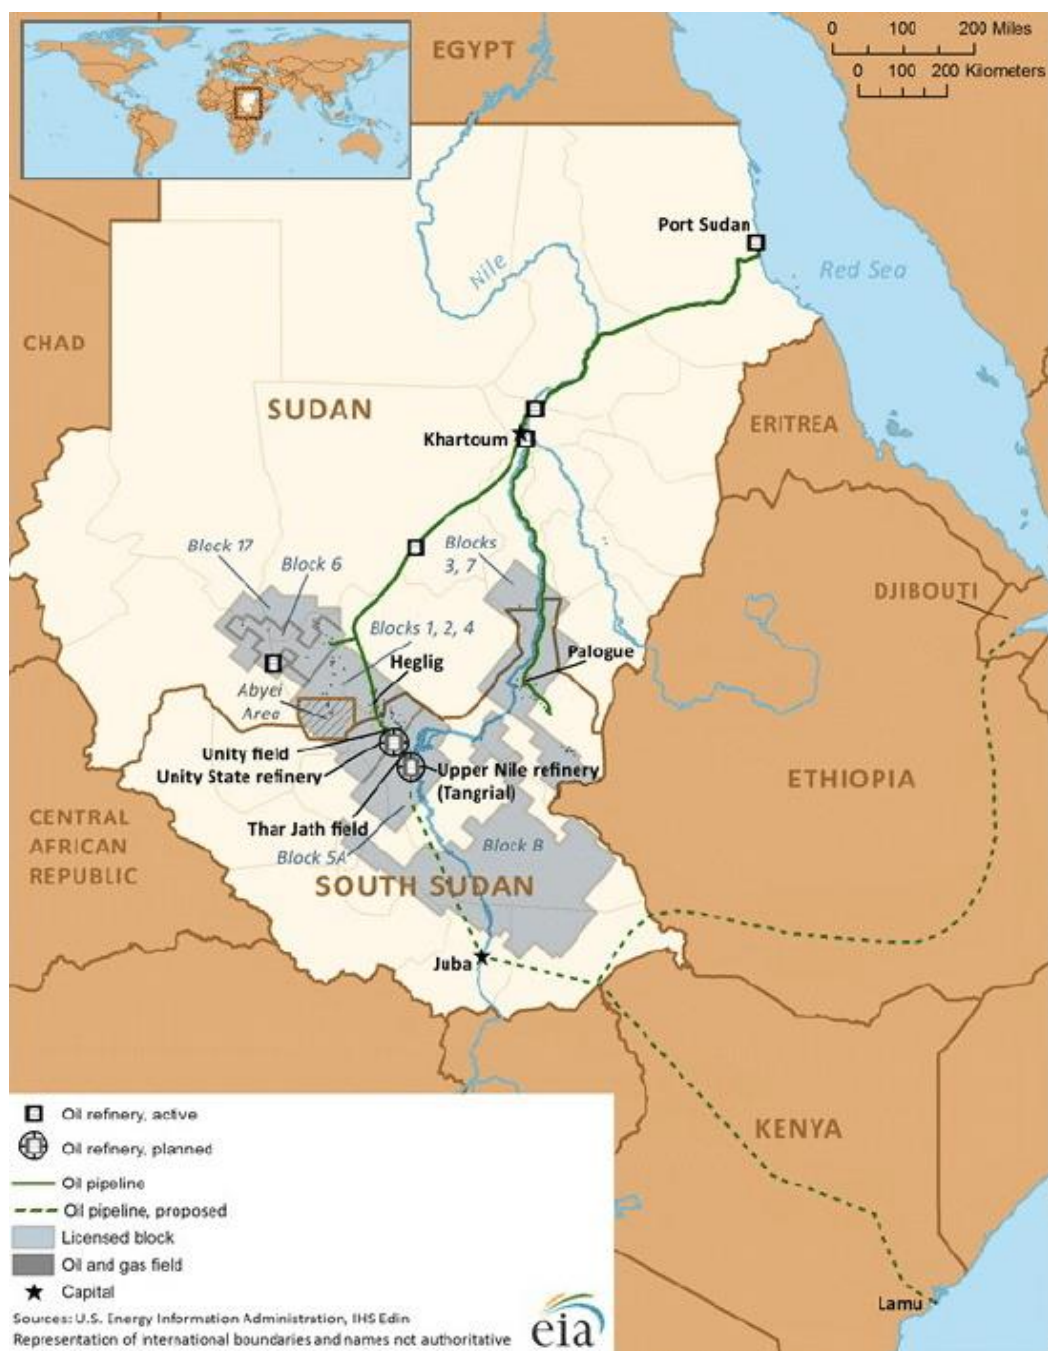 EGYPT
0 100 200 Miles
0 100 200 Kilometers
Port Sudan
Nile
Red Sea
CHAD
SUDAN
Khartoum
ERITREA
Block 17
Block 6
Blocks
3, 7
DJIBOUTI
Blocks 1, 2, 4
Heglig
Palogue
Abyei
Area
Unity field
Unity State refinery
Upper Nile refinery
(Tangrial)
ETHIOPIA
Thar Jath field
CENTRAL
AFRICAN
REPUBLIC
Block 5A
Block B
SOUTH SUDAN
Juba
KENYA
Lamu
Oil refinery, active
Oil refinery, planned
Oil pipeline
Oil pipeline, proposed
Licensed block
Oil and gas field
Capital
Sources: U.S. Energy Information Administration, IHS Edin
Representation of international boundaries and names not authoritative
eia